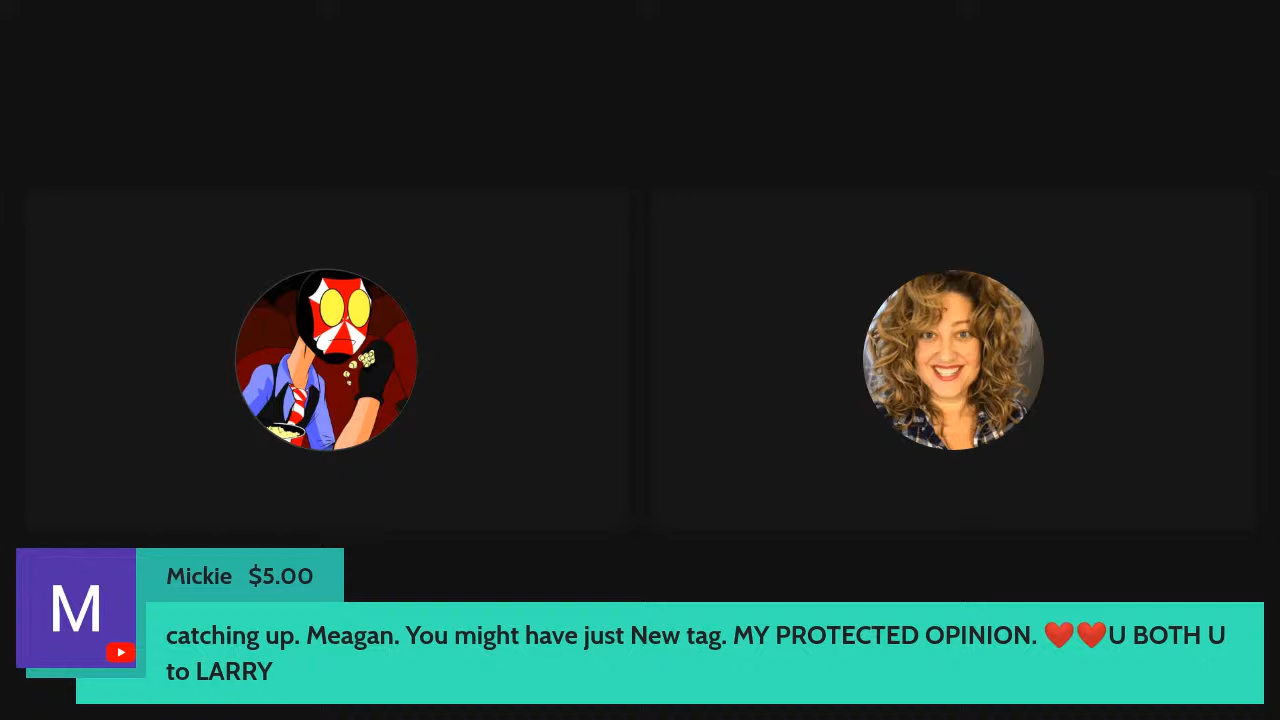 M
Mickie $5.00
catching up. Meagan. You might have just New tag. MY PROTECTED OPINION. ❤️❤️U BOTH U
to LARRY